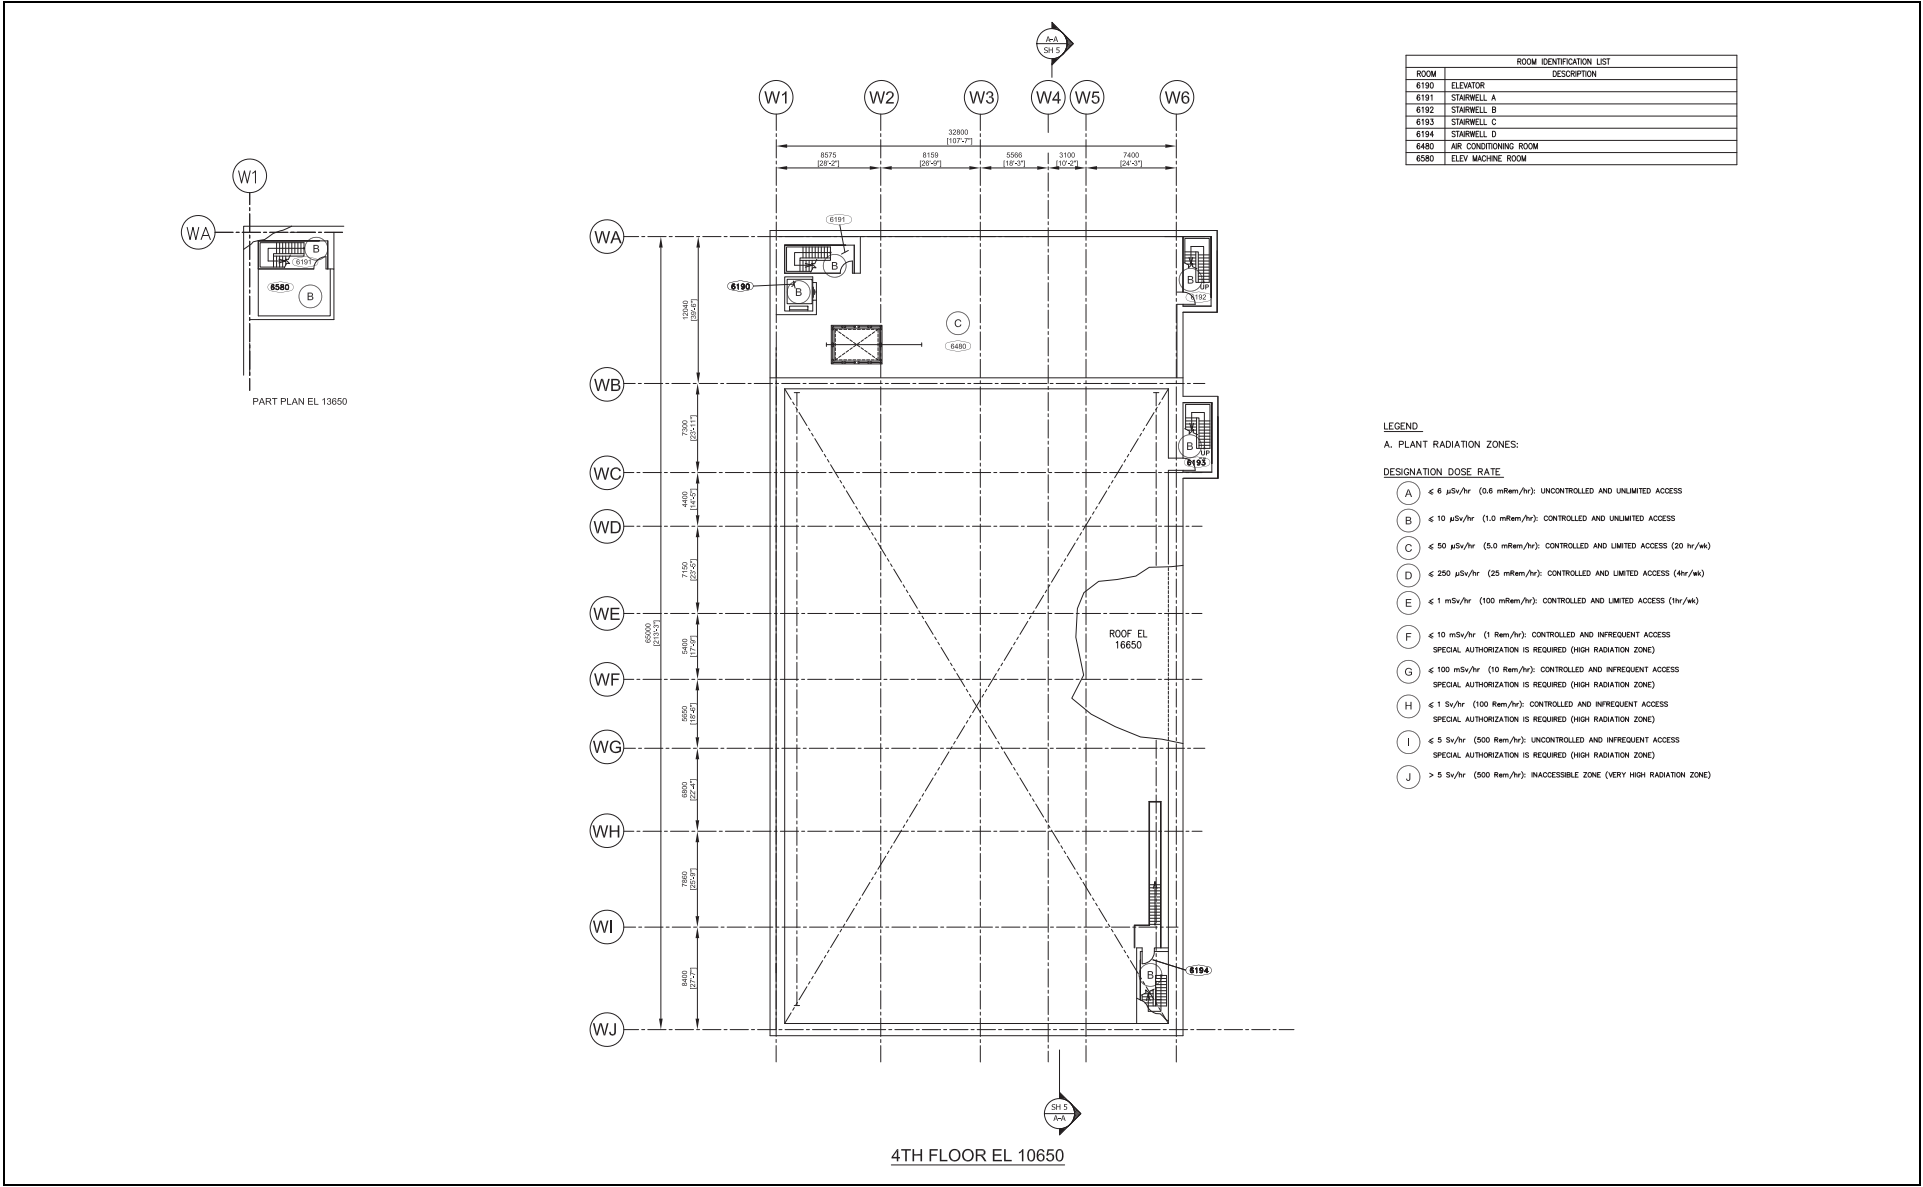 A-A
SH 5
W1
W2
W3
W4
W5
W6
32800
[107'-7"]
8575
[28'-2"]
8159
[26'-9"]
5566
[18'-3"]
3100
[10'-2"]
7400
[24'-3"]
ROOM IDENTIFICATION LIST
ROOM DESCRIPTION
6190 ELEVATOR
6191 STAIRWELL A
6192 STAIRWELL B
6193 STAIRWELL C
6194 STAIRWELL D
6480 AIR CONDITIONING ROOM
6580 ELEV MACHINE ROOM
W1
WA
B
6191
6580
B
PART PLAN EL 13650
WA
WB
WC
WD
WE
WF
WG
WH
WI
WJ
65000
[213'-3"]
12040
[39'-6"]
7300
[23'-11"]
4400
[14'-5"]
7150
[23'-6"]
5400
[17'-9"]
5650
[18'-6"]
6800
[22'-4"]
7860
[25'-9"]
8400
[27'-7"]
6191
B
6190
B
C
6480
B
UP
6192
B
UP
6193
ROOF EL
16650
B
6194
SH 5
A-A
4TH FLOOR EL 10650
LEGEND
A. PLANT RADIATION ZONES:
DESIGNATION DOSE RATE
A ⩽ 6 µSv/hr (0.6 mRem/hr): UNCONTROLLED AND UNLIMITED ACCESS
B ⩽ 10 µSv/hr (1.0 mRem/hr): CONTROLLED AND UNLIMITED ACCESS
C ⩽ 50 µSv/hr (5.0 mRem/hr): CONTROLLED AND LIMITED ACCESS (20 hr/wk)
D ⩽ 250 µSv/hr (25 mRem/hr): CONTROLLED AND LIMITED ACCESS (4hr/wk)
E ⩽ 1 mSv/hr (100 mRem/hr): CONTROLLED AND LIMITED ACCESS (1hr/wk)
F ⩽ 10 mSv/hr (1 Rem/hr): CONTROLLED AND INFREQUENT ACCESS
SPECIAL AUTHORIZATION IS REQUIRED (HIGH RADIATION ZONE)
G ⩽ 100 mSv/hr (10 Rem/hr): CONTROLLED AND INFREQUENT ACCESS
SPECIAL AUTHORIZATION IS REQUIRED (HIGH RADIATION ZONE)
H ⩽ 1 Sv/hr (100 Rem/hr): CONTROLLED AND INFREQUENT ACCESS
SPECIAL AUTHORIZATION IS REQUIRED (HIGH RADIATION ZONE)
I ⩽ 5 Sv/hr (500 Rem/hr): UNCONTROLLED AND INFREQUENT ACCESS
SPECIAL AUTHORIZATION IS REQUIRED (HIGH RADIATION ZONE)
J > 5 Sv/hr (500 Rem/hr): INACCESSIBLE ZONE (VERY HIGH RADIATION ZONE)